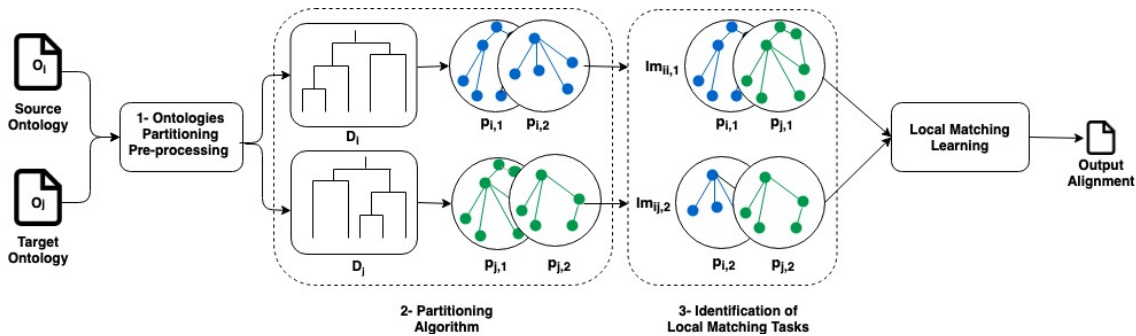 Oi
Source
Ontology
Oj
Target
Ontology
1- Ontologies
Partitioning
Pre-processing
Di
Dj
pi,1
pi,2
pj,1
pj,2
2- Partitioning
Algorithm
lmii,1
pi,1
pj,1
lmij,2
pi,2
pj,2
3- Identification of
Local Matching Tasks
Local Matching
Learning
Output
Alignment